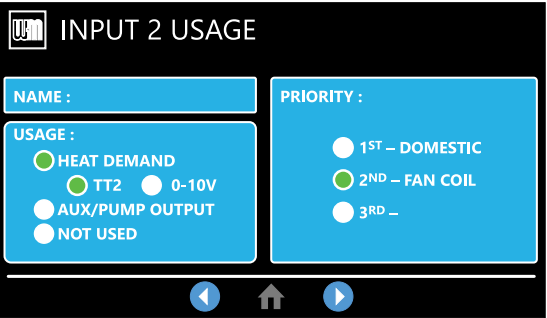 WM INPUT 2 USAGE
NAME :
USAGE :
HEAT DEMAND
TT2 0-10V
AUX/PUMP OUTPUT
NOT USED
PRIORITY :
1ST – DOMESTIC
2ND – FAN COIL
3RD –